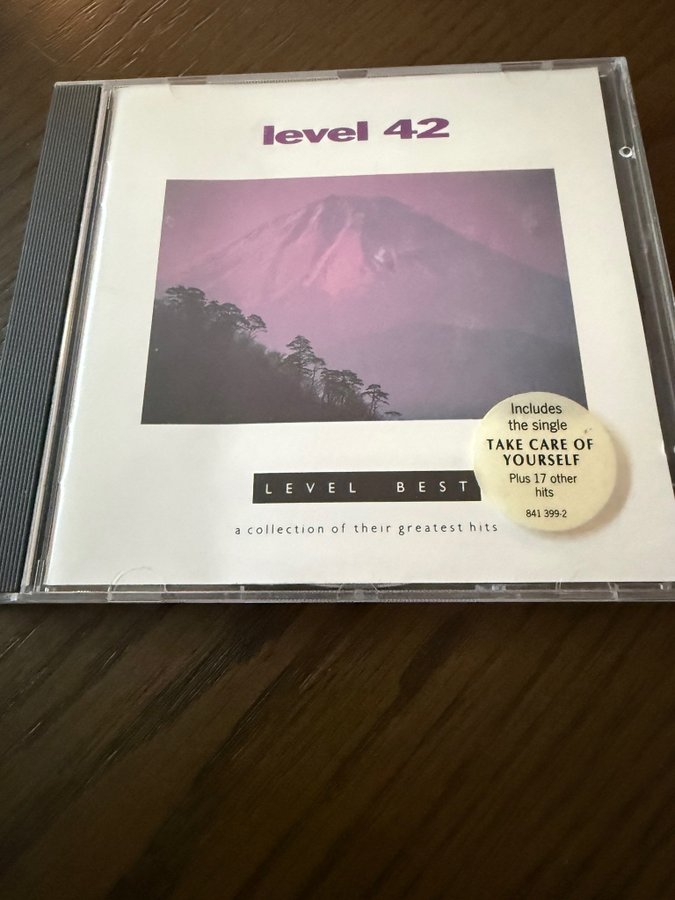 level 42
LEVEL BEST
a collection of their greatest hits
Includes
the single
TAKE CARE OF
YOURSELF
Plus 17 other
hits
841 399-2